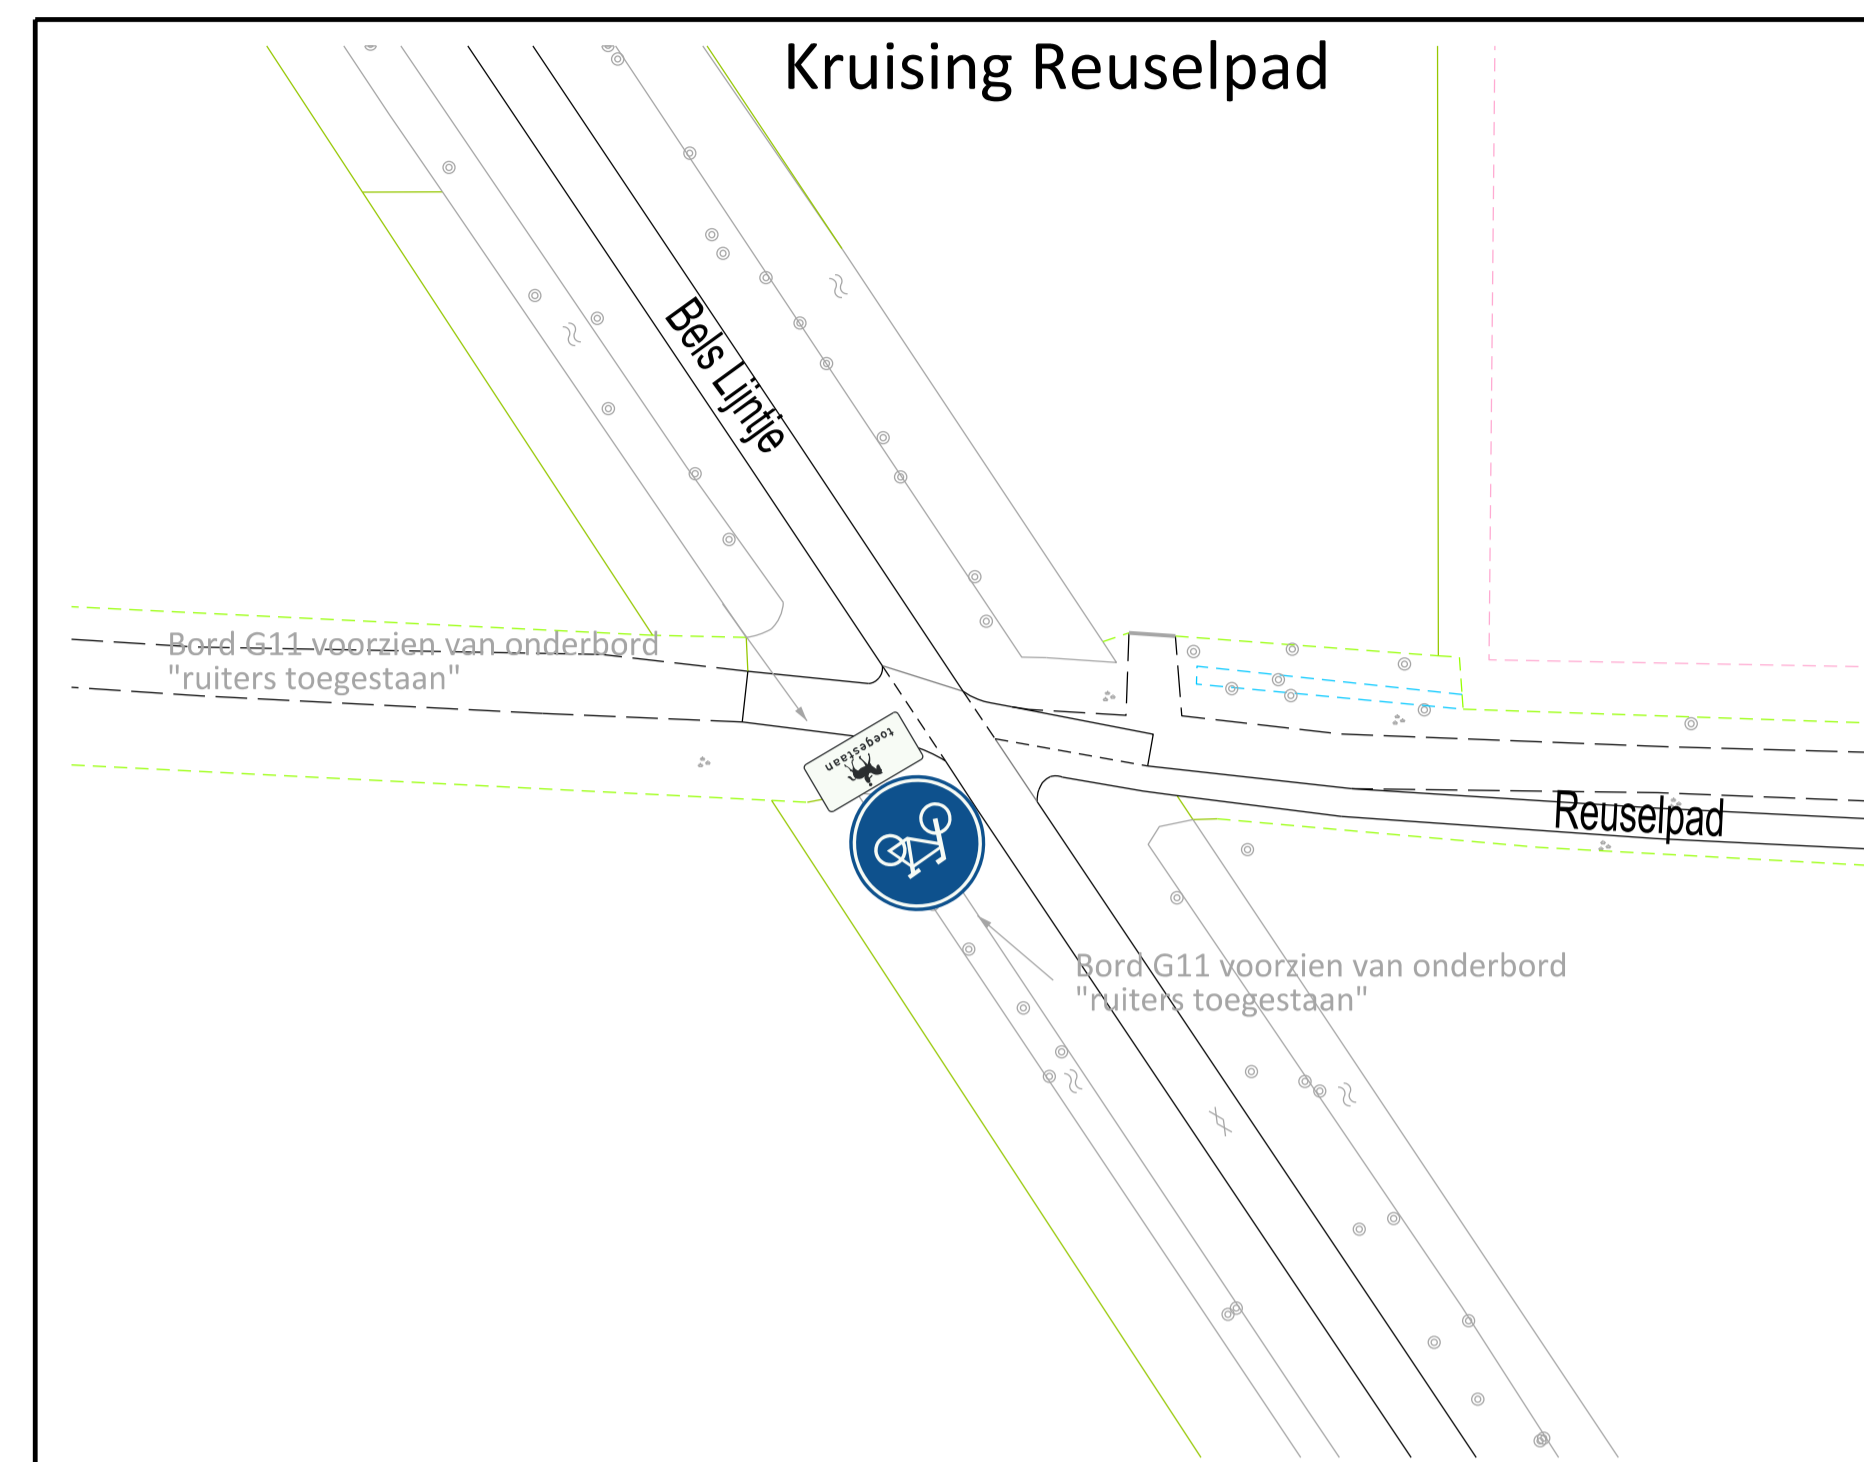 Kruising Reuselpad
Bels Lijntje
Bord G11 voorzien van onderbord
"ruiters toegestaan"
toegestaan
Reuselpad
Bord G11 voorzien van onderbord
"ruiters toegestaan"